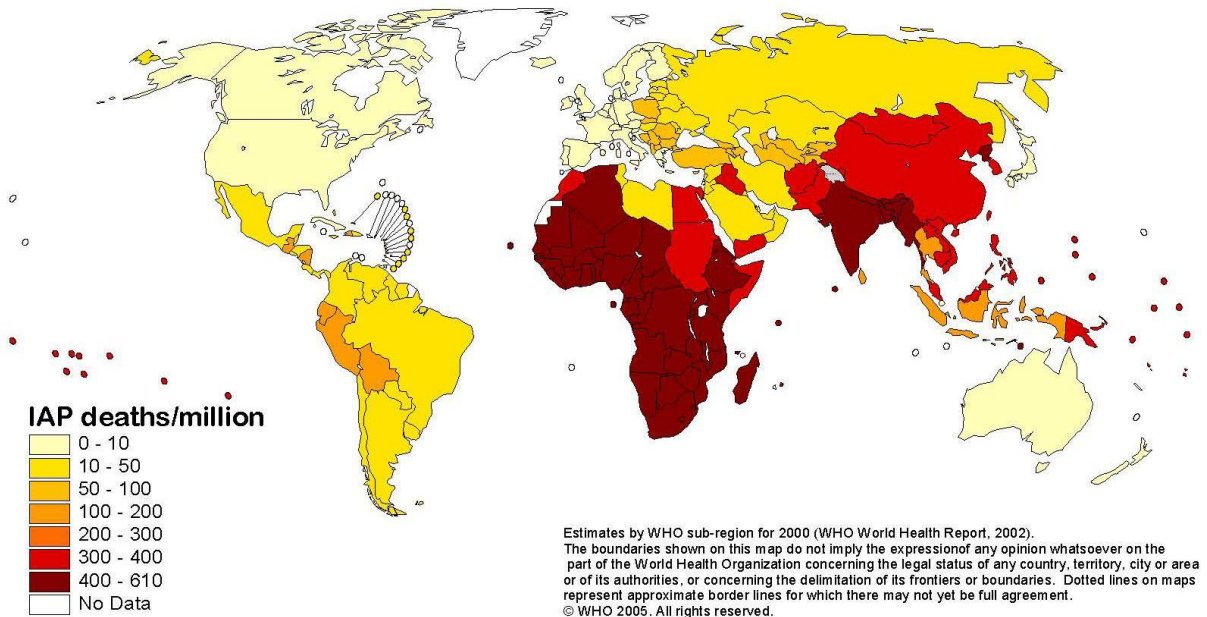 IAP deaths/million
0 - 10
10 - 50
50 - 100
100 - 200
200 - 300
300 - 400
400 - 610
No Data
Estimates by WHO sub-region for 2000 (WHO World Health Report, 2002).
The boundaries shown on this map do not imply the expressionof any opinion whatsoever on the
part of the World Health Organization concerning the legal status of any country, territory, city or area
or of its authorities, or concerning the delimitation of its frontiers or boundaries. Dotted lines on maps
represent approximate border lines for which there may not yet be full agreement.
© WHO 2005. All rights reserved.